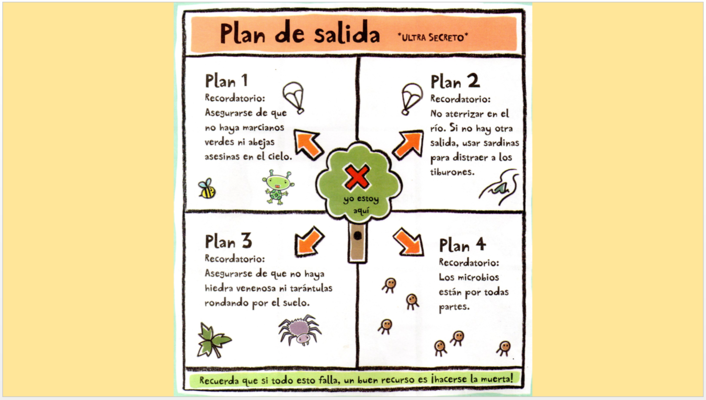 Plan de salida *ULTRA SECRETO*
Plan 1
Recordatorio:
Asegurarse de que
no haya marcianos
verdes ni abejas
asesinas en el cielo.
Plan 2
Recordatorio:
No aterrizar en el
río. Si no hay otra
salida, usar sardinas
para distraer a los
tiburones.
yo estoy
aquí
Plan 3
Recordatorio:
Asegurarse de que no haya
hiedra venenosa ni tarántulas
rondando por el suelo.
Plan 4
Recordatorio:
Los microbios
están por todas
partes.
Recuerda que si todo esto falla, un buen recurso es ¡hacerse la muerta!